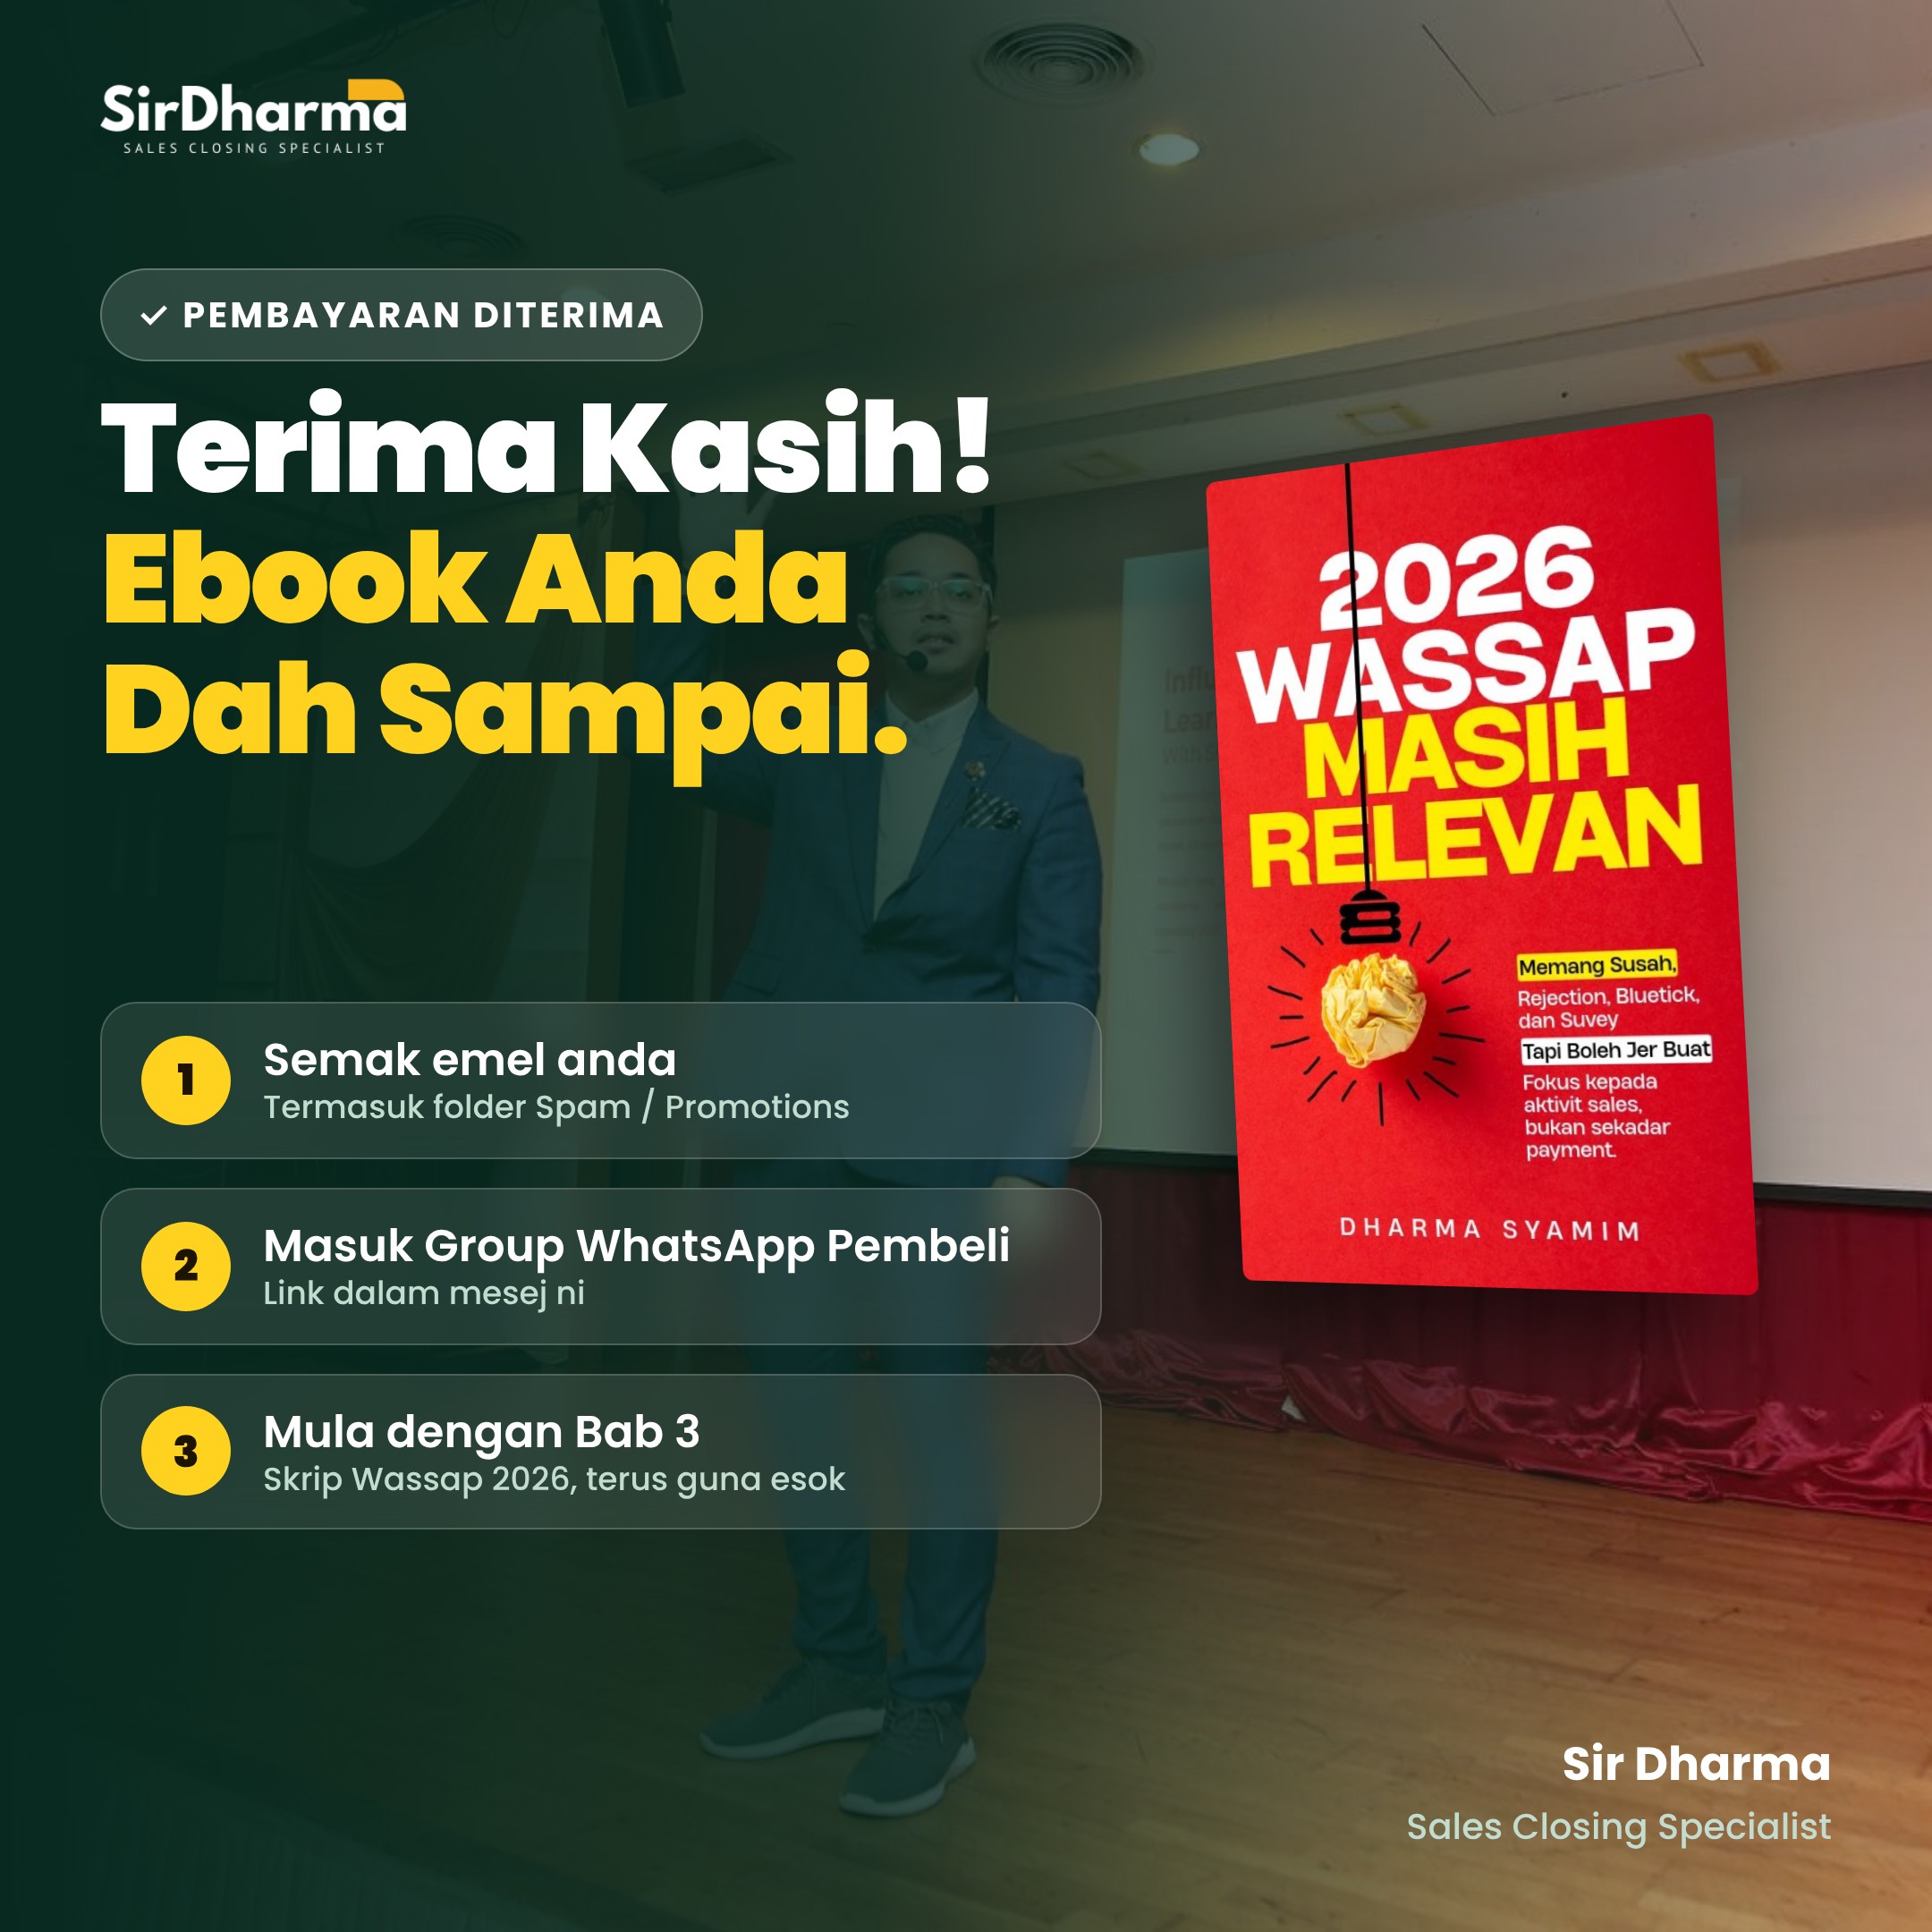 SirDharma
SALES CLOSING SPECIALIST
✓ PEMBAYARAN DITERIMA
Terima Kasih!
Ebook Anda
Dah Sampai.
1
Semak emel anda
Termasuk folder Spam / Promotions
2
Masuk Group WhatsApp Pembeli
Link dalam mesej ni
3
Mula dengan Bab 3
Skrip Wassap 2026, terus guna esok
2026
WASSAP
MASIH
RELEVAN
Memang Susah,
Rejection, Bluetick,
dan Suvey
Tapi Boleh Jer Buat
Fokus kepada
aktivit sales,
bukan sekadar
payment.
DHARMA SYAMIM
Sir Dharma
Sales Closing Specialist